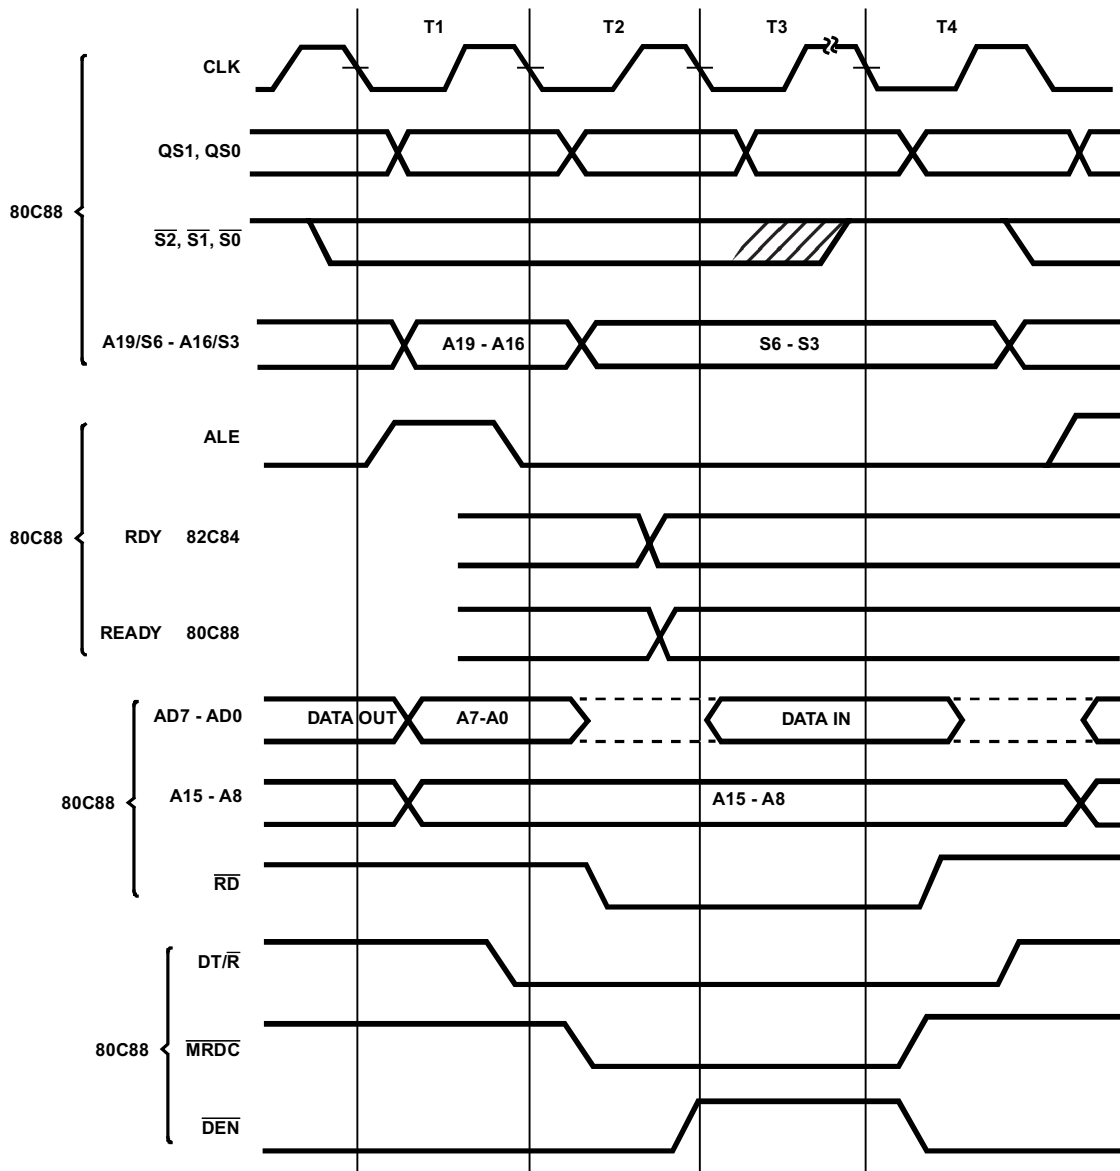 T1 T2 T3 T4
CLK
QS1, QS0
80C88
S2, S1, S0
A19/S6 - A16/S3 A19 - A16 S6 - S3
ALE
80C88 RDY 82C84
READY 80C88
AD7 - AD0 DATA OUT A7-A0 DATA IN
80C88 A15 - A8 A15 - A8
RD
DT/R
80C88 MRDC
DEN